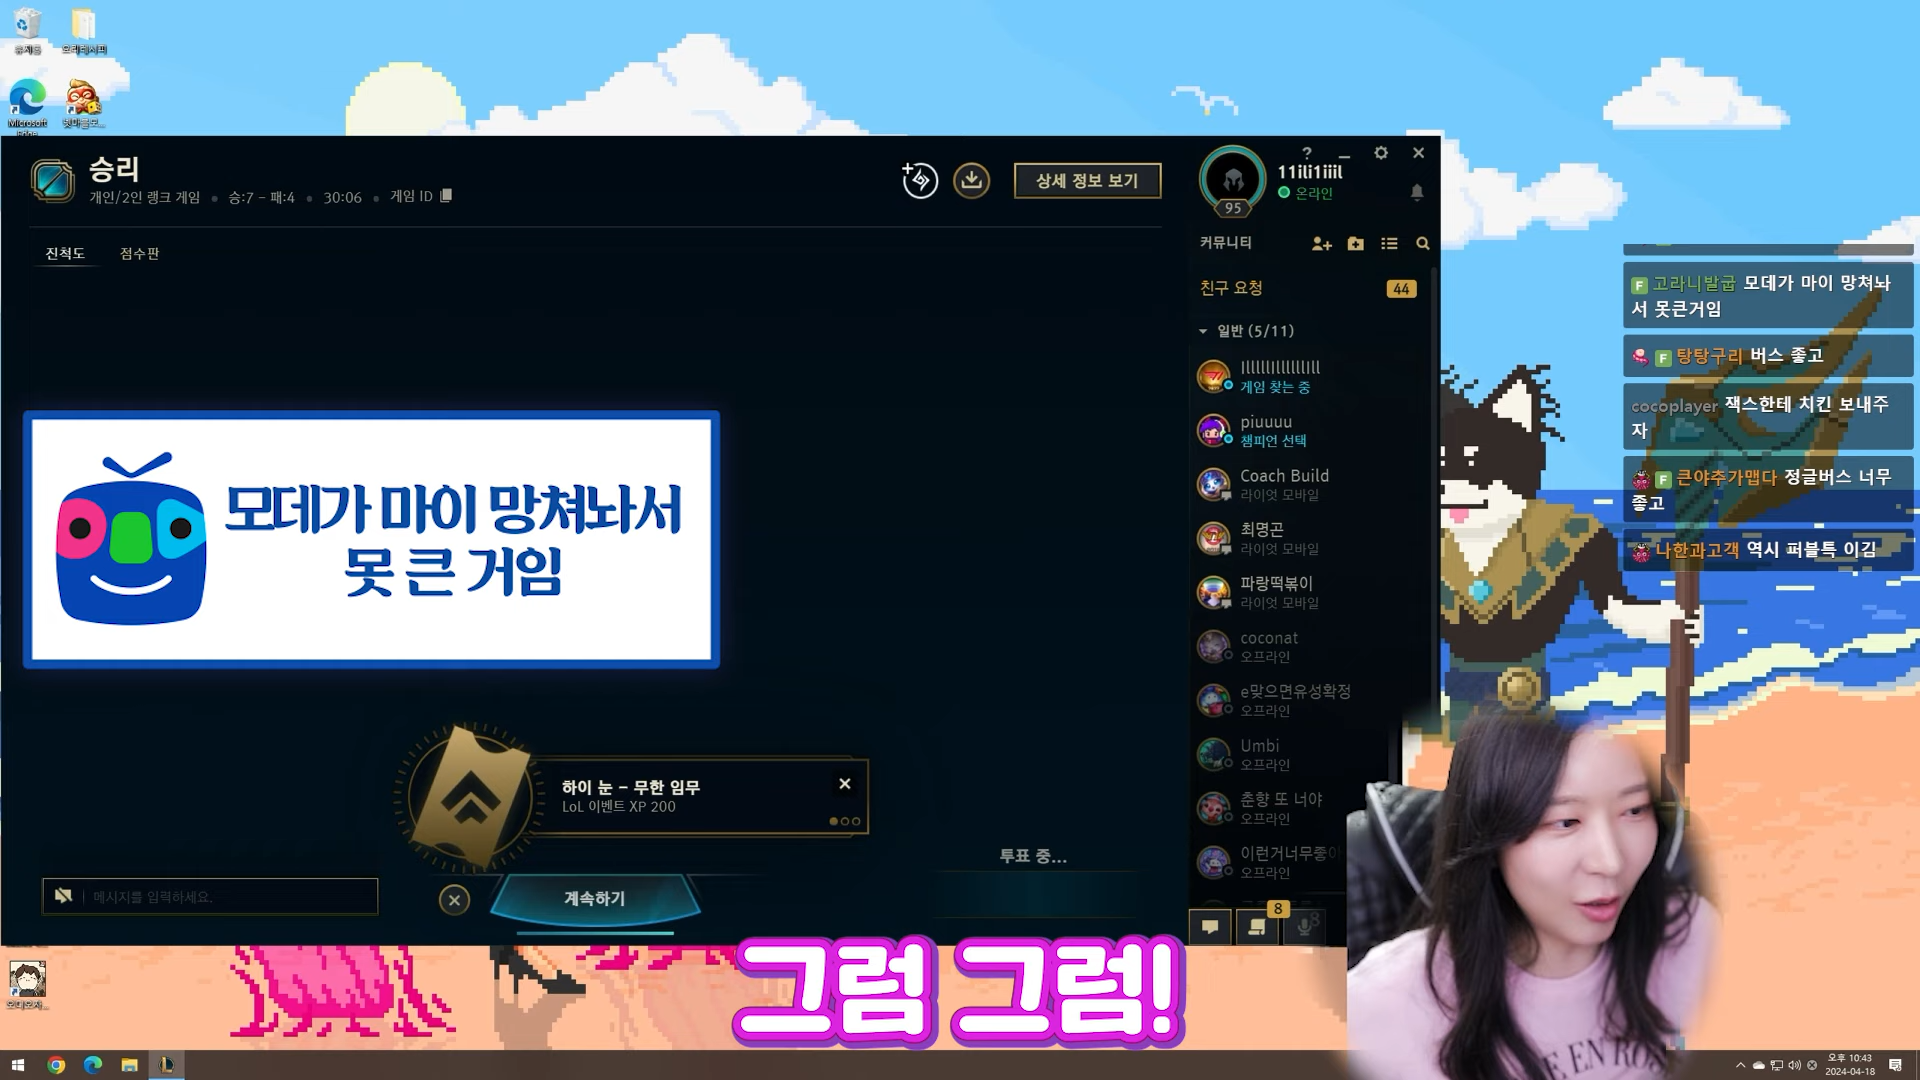 Microsoft Edge
승리
개인/2인 랭크 게임 • 승:7 - 패:4 • 30:06 • 게임 ID
상세 정보 보기
진척도 점수판
모데가 마이 망쳐놔서
못 큰 거임
하이 눈 - 무한 임무
LoL 이벤트 XP 200
투표 중...
메시지를 입력하세요.
계속하기
11ili1iiil
온라인
95
커뮤니티
친구 요청 44
일반 (5/11)
게임 찾는 중
piuuuu
챔피언 선택
Coach Build
라이엇 모바일
최명곤
라이엇 모바일
파랑떡볶이
라이엇 모바일
coconat
오프라인
e맞으면유성확정
오프라인
Umbi
오프라인
춘향 또 너야
오프라인
이런거너무좋아
오프라인
8
고라니발굽 모데가 마이 망쳐놔
서 못큰거임
탕탕구리 버스 좋고
cocoplayer 잭스한테 치킨 보내주
자
큰야추가맵다 정글버스 너무
좋고
나한과고객 역시 퍼블특 이김
그럼 그럼!
오후 10:43
2024-04-18